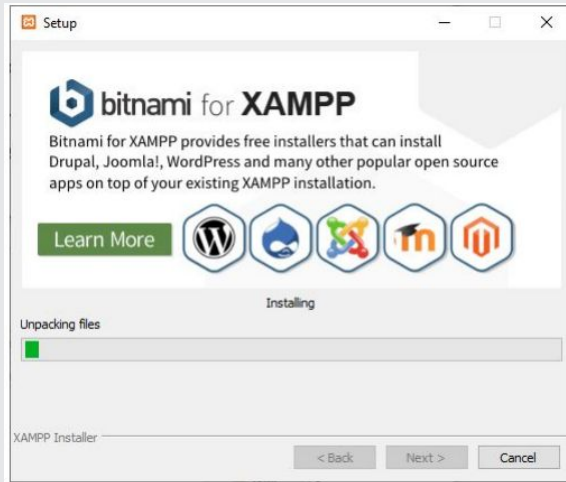 Setup
bitnami for XAMPP
Bitnami for XAMPP provides free installers that can install
Drupal, Joomla!, WordPress and many other popular open source
apps on top of your existing XAMPP installation.
Learn More
Installing
Unpacking files
XAMPP Installer
< Back Next > Cancel